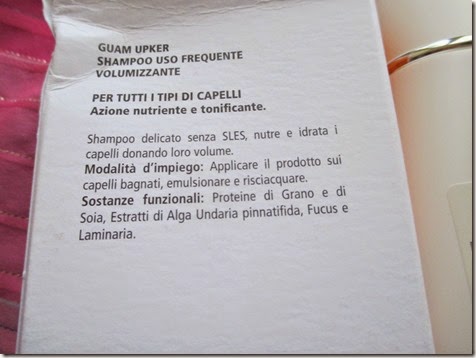 GUAM UPKER
SHAMPOO USO FREQUENTE
VOLUMIZZANTE
PER TUTTI I TIPI DI CAPELLI
Azione nutriente e tonificante.
Shampoo delicato senza SLES, nutre e idrata i
capelli donando loro volume.
Modalità d'impiego: Applicare il prodotto sui
capelli bagnati, emulsionare e risciacquare.
Sostanze funzionali: Proteine di Grano e di
Soia, Estratti di Alga Undaria pinnatifida, Fucus e
Laminaria.